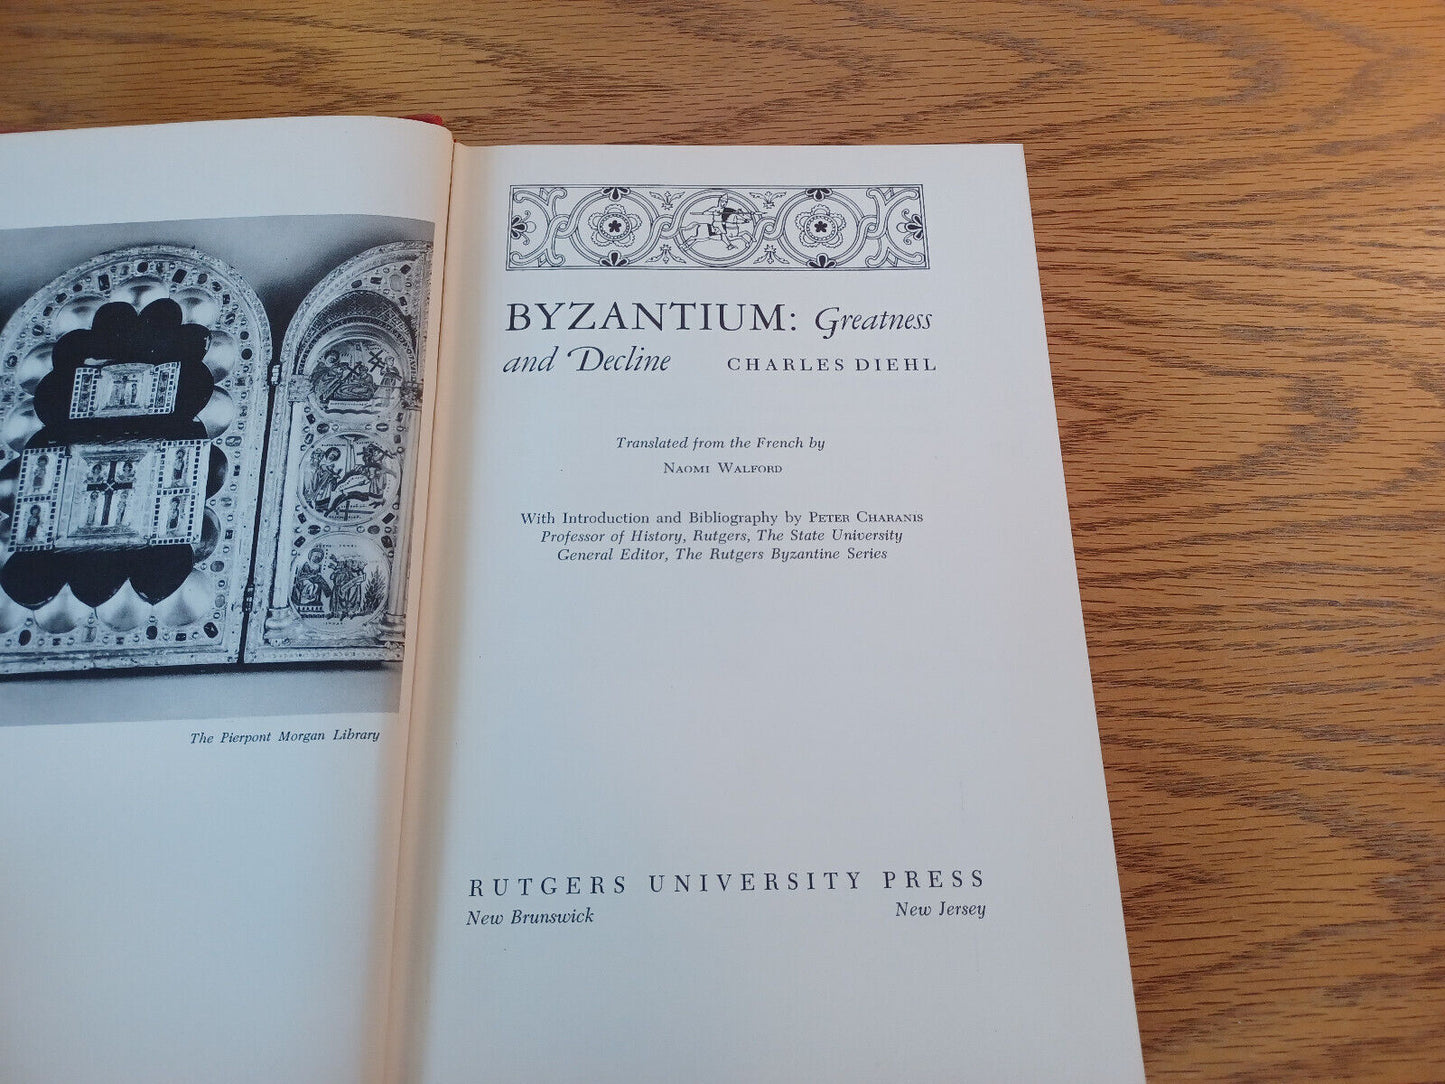 The Pierpont Morgan Library
BYZANTIUM: Greatness
and Decline CHARLES DIEHL
Translated from the French by
NAOMI WALFORD
With Introduction and Bibliography by PETER CHARANIS
Professor of History, Rutgers, The State University
General Editor, The Rutgers Byzantine Series
RUTGERS UNIVERSITY PRESS
New Brunswick New Jersey